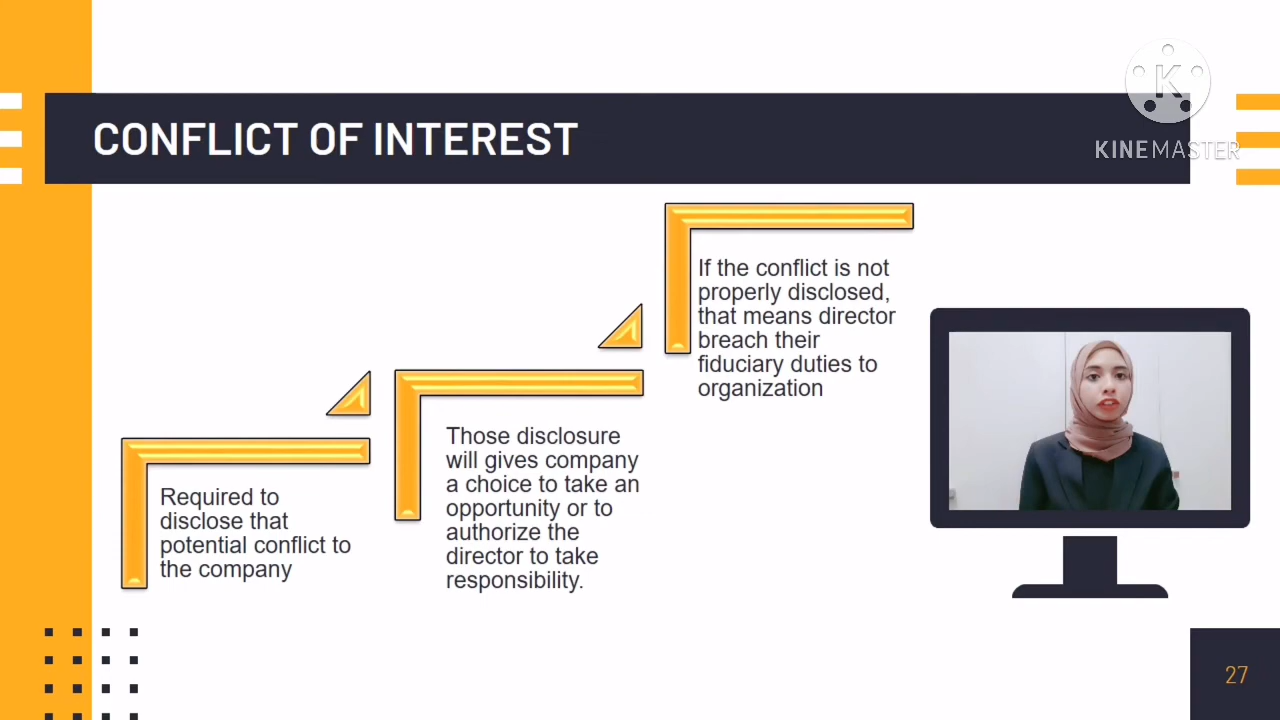 CONFLICT OF INTEREST
K
KINEMASTER
If the conflict is not
properly disclosed,
that means director
breach their
fiduciary duties to
organization
Those disclosure
will gives company
a choice to take an
opportunity or to
authorize the
director to take
responsibility.
Required to
disclose that
potential conflict to
the company
27